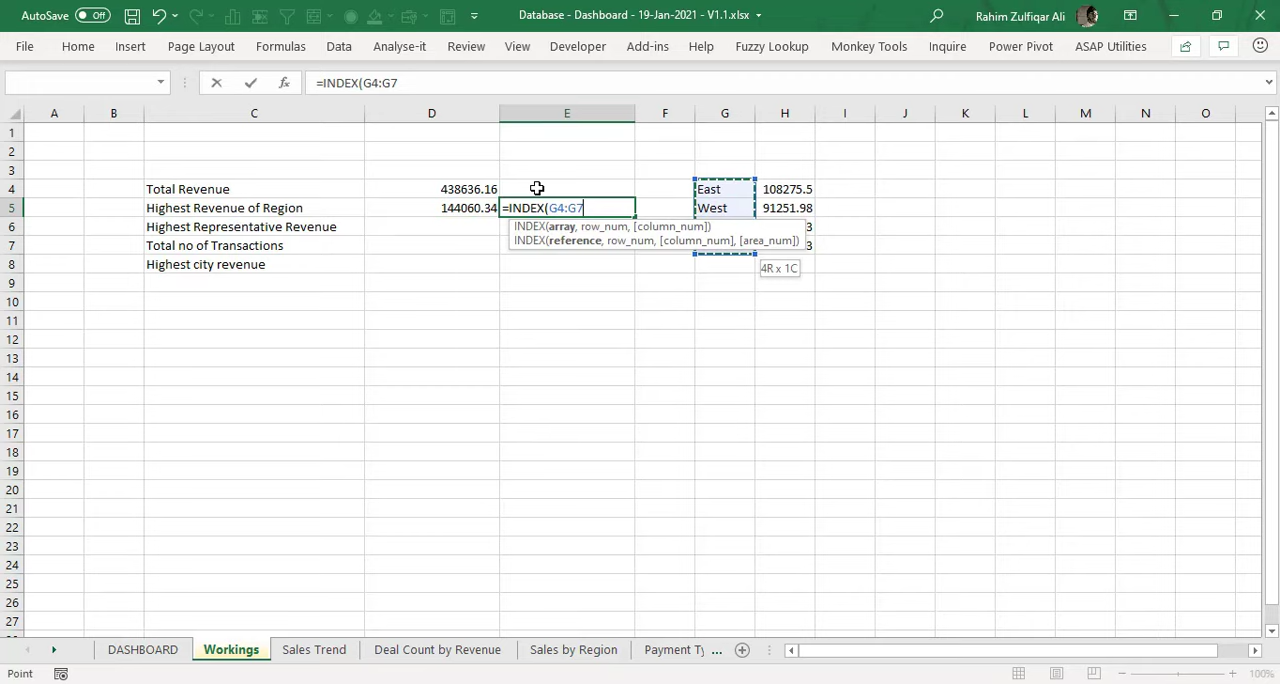 AutoSave Off Database - Dashboard - 19-Jan-2021 - V1.1.xlsx Rahim Zulfiqar Ali
File Home Insert Page Layout Formulas Data Analyse-it Review View Developer Add-ins Help Fuzzy Lookup Monkey Tools Inquire Power Pivot ASAP Utilities
fx =INDEX(G4:G7
A B C D E F G H I J K L M N O
1
2
3
4 Total Revenue 438636.16 East 108275.5
5 Highest Revenue of Region 144060.34 =INDEX(G4:G7 West 91251.98
6 Highest Representative Revenue INDEX(array, row_num, [column_num]) 3
7 Total no of Transactions INDEX(reference, row_num, [column_num], [area_num]) 3
8 Highest city revenue 4R x 1C
9
10
11
12
13
14
15
16
17
18
19
20
21
22
23
24
25
26
27
DASHBOARD Workings Sales Trend Deal Count by Revenue Sales by Region Payment Ty ...
Point 100%